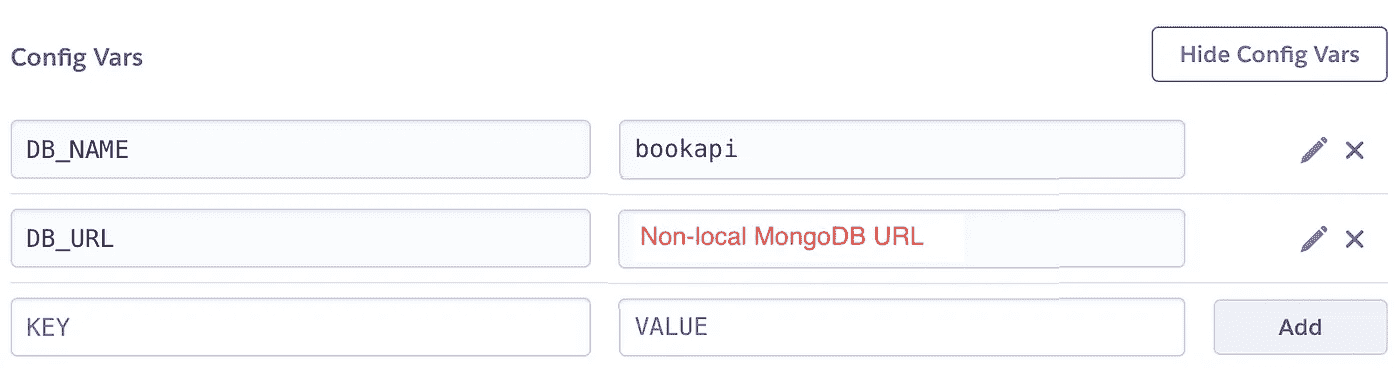 Config Vars
Hide Config Vars
DB_NAME
bookapi
DB_URL
Non-local MongoDB URL
KEY
VALUE
Add